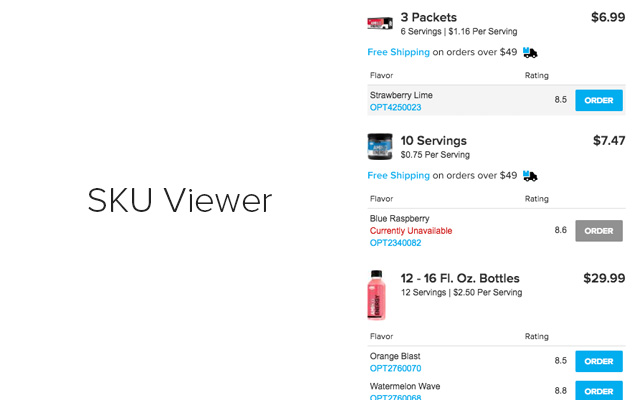 SKU Viewer
3 Packets $6.99
6 Servings | $1.16 Per Serving
Free Shipping on orders over $49
Flavor Rating
Strawberry Lime
OPT4250023 8.5 ORDER
10 Servings $7.47
$0.75 Per Serving
Free Shipping on orders over $49
Flavor Rating
Blue Raspberry
Currently Unavailable 8.6 ORDER
OPT2340082
12 - 16 Fl. Oz. Bottles $29.99
12 Servings | $2.50 Per Serving
ENERGY
Flavor Rating
Orange Blast 8.5 ORDER
OPT2760070
Watermelon Wave 8.8 ORDER
OPT2760068